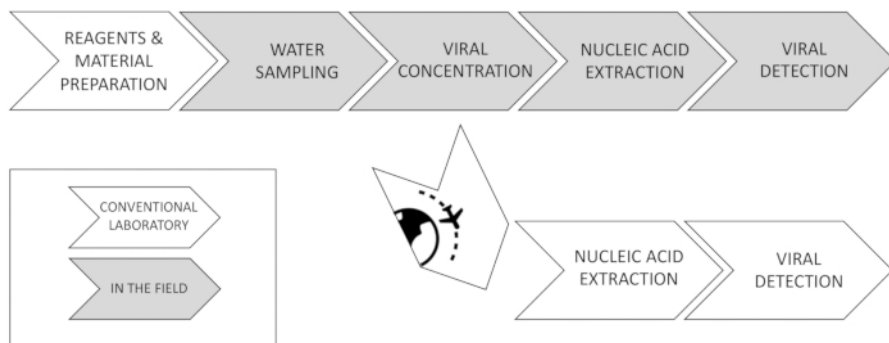 REAGENTS &
MATERIAL
PREPARATION
WATER
SAMPLING
VIRAL
CONCENTRATION
NUCLEIC ACID
EXTRACTION
VIRAL
DETECTION
CONVENTIONAL
LABORATORY
IN THE FIELD
NUCLEIC ACID
EXTRACTION
VIRAL
DETECTION